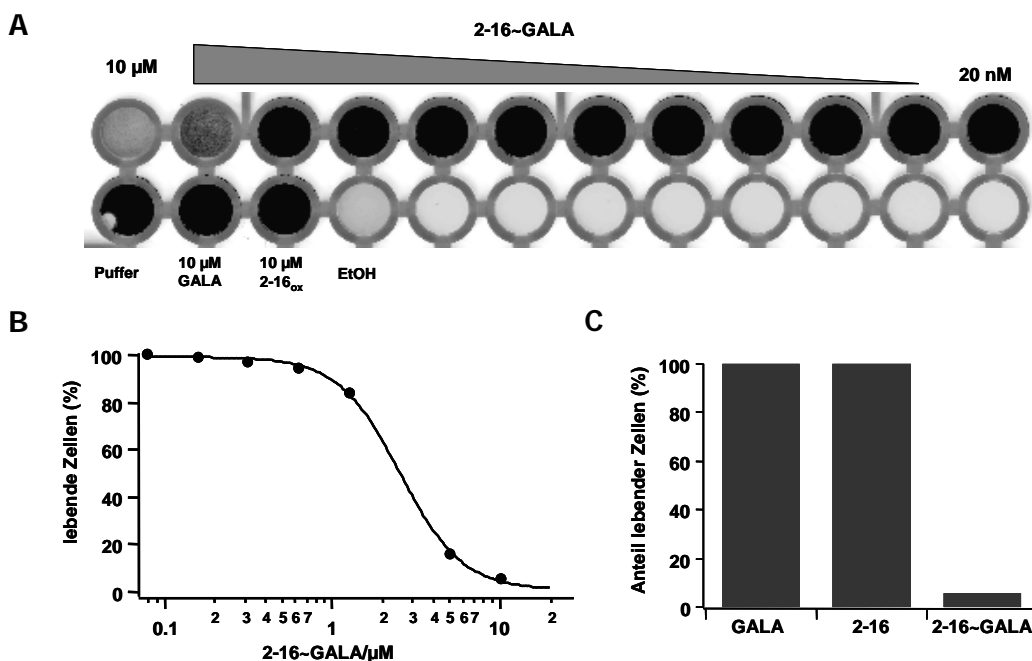 A
2-16~GALA
10 µM
20 nM
Puffer
10 µM
GALA
10 µM
2-16ox
EtOH
B
C
lebende Zellen (%)
100
80
60
40
20
0
0.1
2
3
4
5
6
7
1
2
3
4
5
6
7
10
2
2-16~GALA/µM
Anteil lebender Zellen (%)
100
80
60
40
20
0
GALA
2-16
2-16~GALA